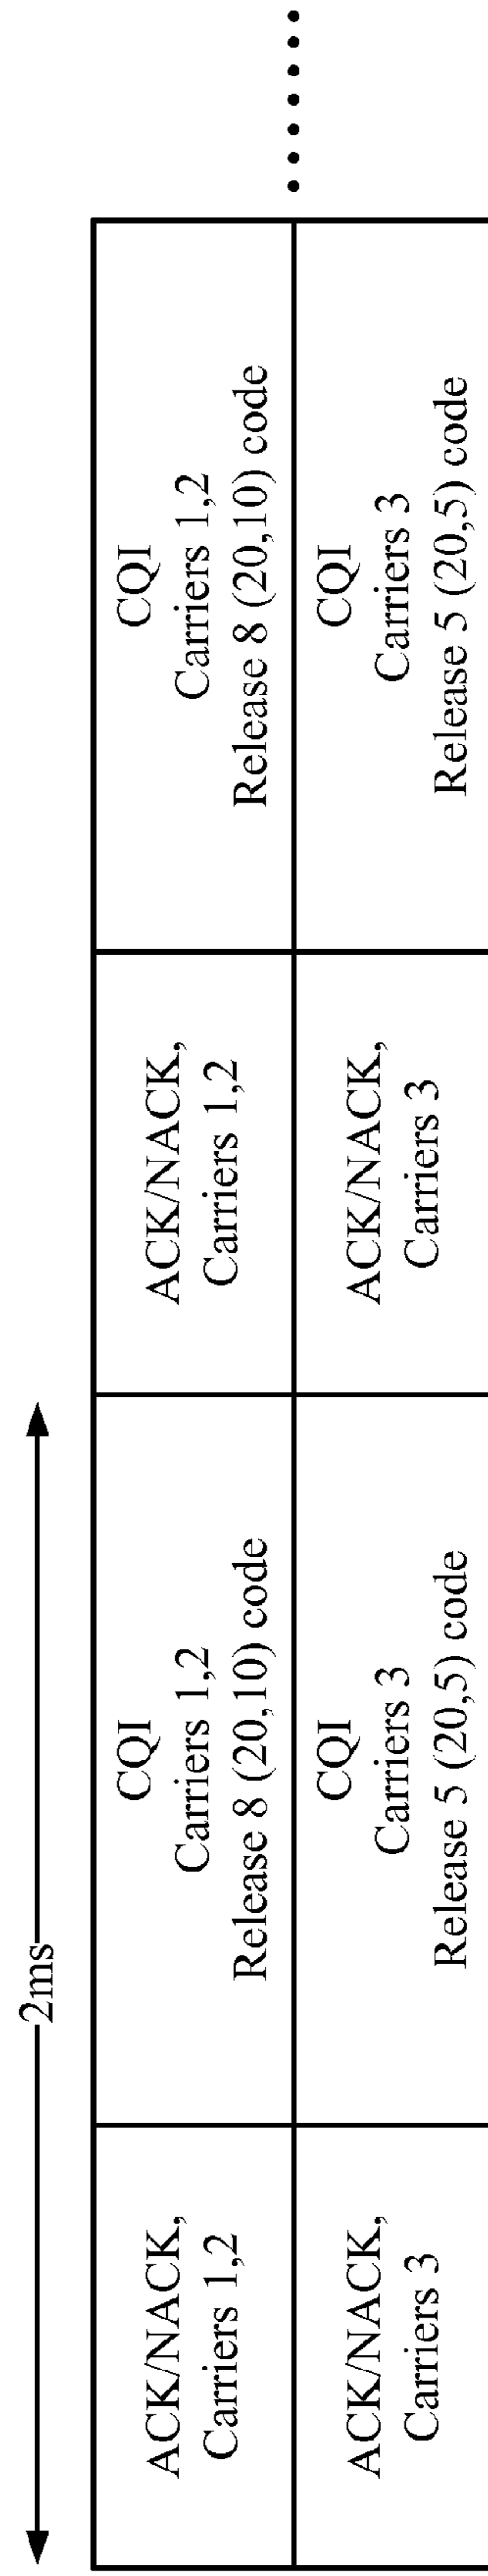 2ms
ACK/NACK,
Carriers 1,2
CQI
Carriers 1,2
Release 8 (20,10) code
ACK/NACK,
Carriers 1,2
CQI
Carriers 1,2
Release 8 (20,10) code
ACK/NACK,
Carriers 3
CQI
Carriers 3
Release 5 (20,5) code
ACK/NACK,
Carriers 3
CQI
Carriers 3
Release 5 (20,5) code